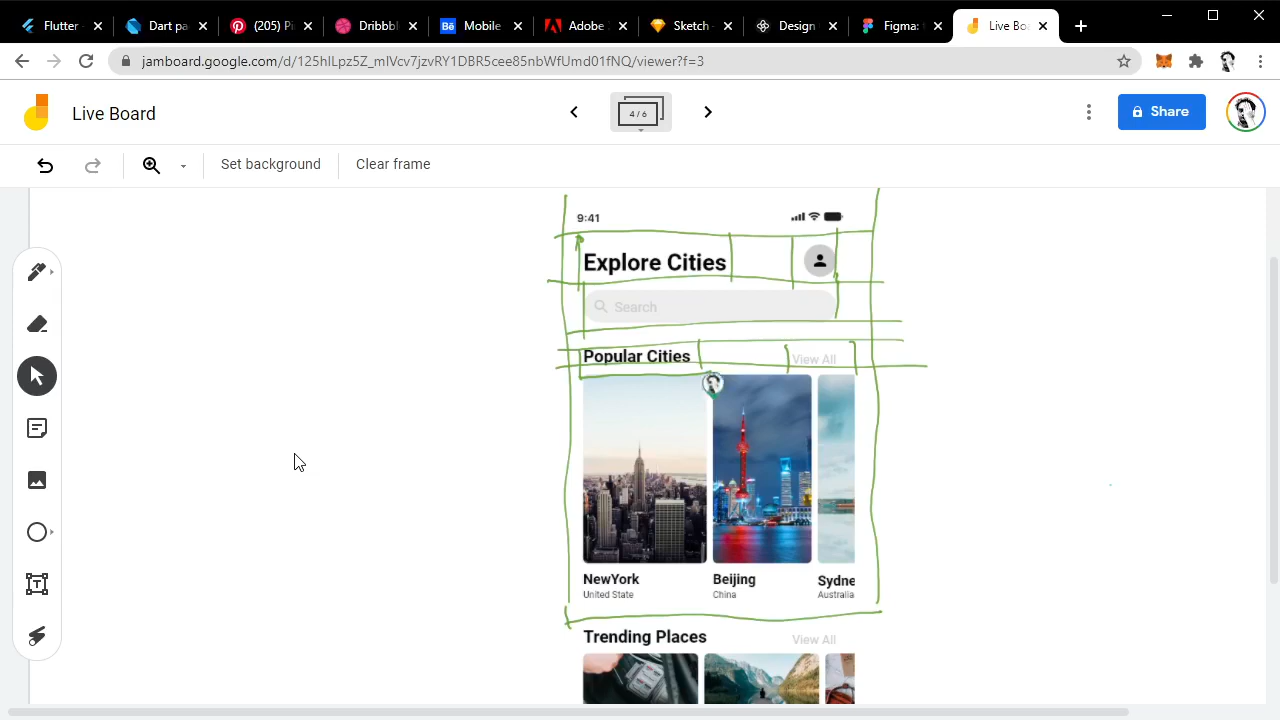 Flutter
Dart pa
(205) Pi
Dribbb
Mobile
Adobe
Sketch
Design
Figma:
Live Boa
jamboard.google.com/d/125hILpz5Z_mIVcv7jzvRY1DBR5cee85nbWfUmd01fNQ/viewer?f=3
Live Board
4 / 6
Share
Set background
Clear frame
9:41
Explore Cities
Search
Popular Cities
View All
NewYork
Beijing
Sydne
United State
China
Australia
Trending Places
View All